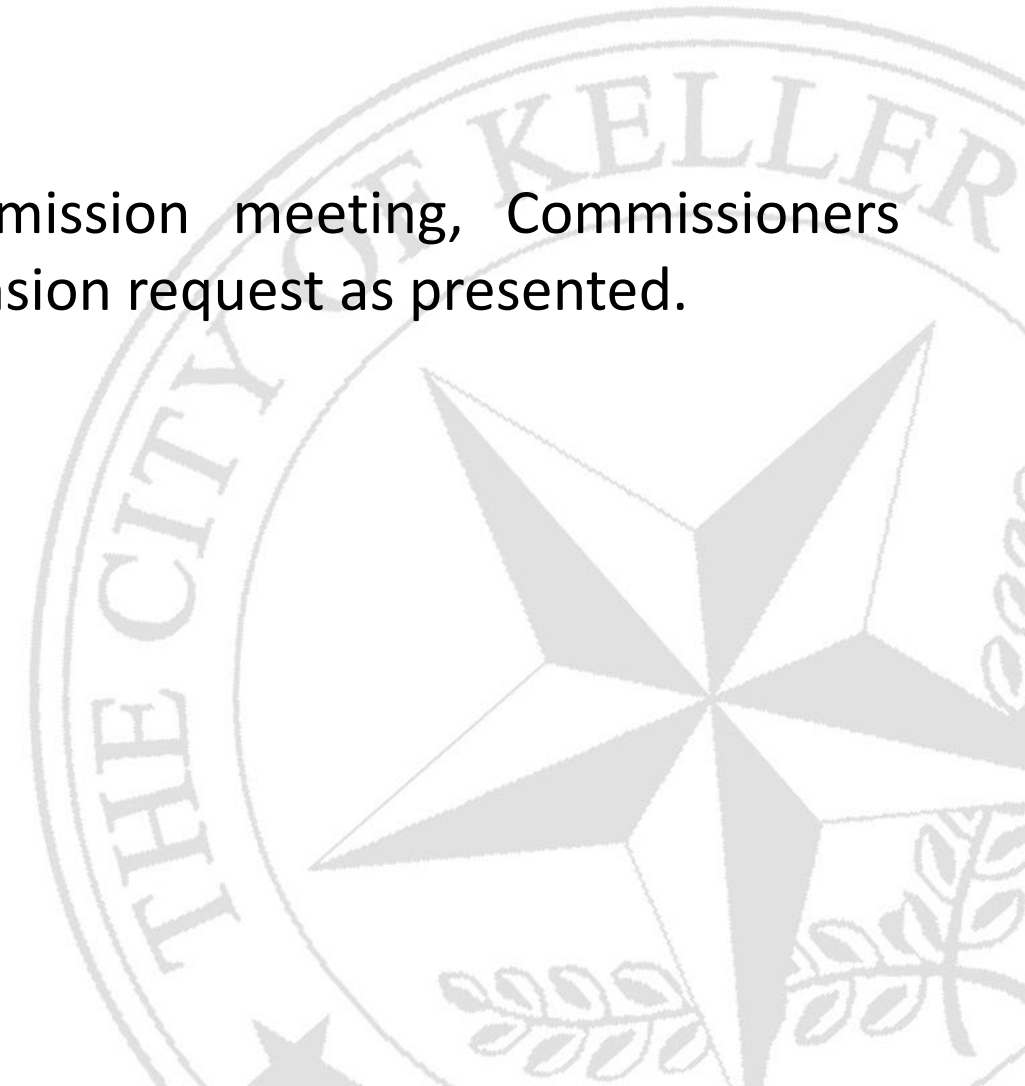 mission meeting, Commissioners
nsion request as presented.
THE CITY OF KELLER